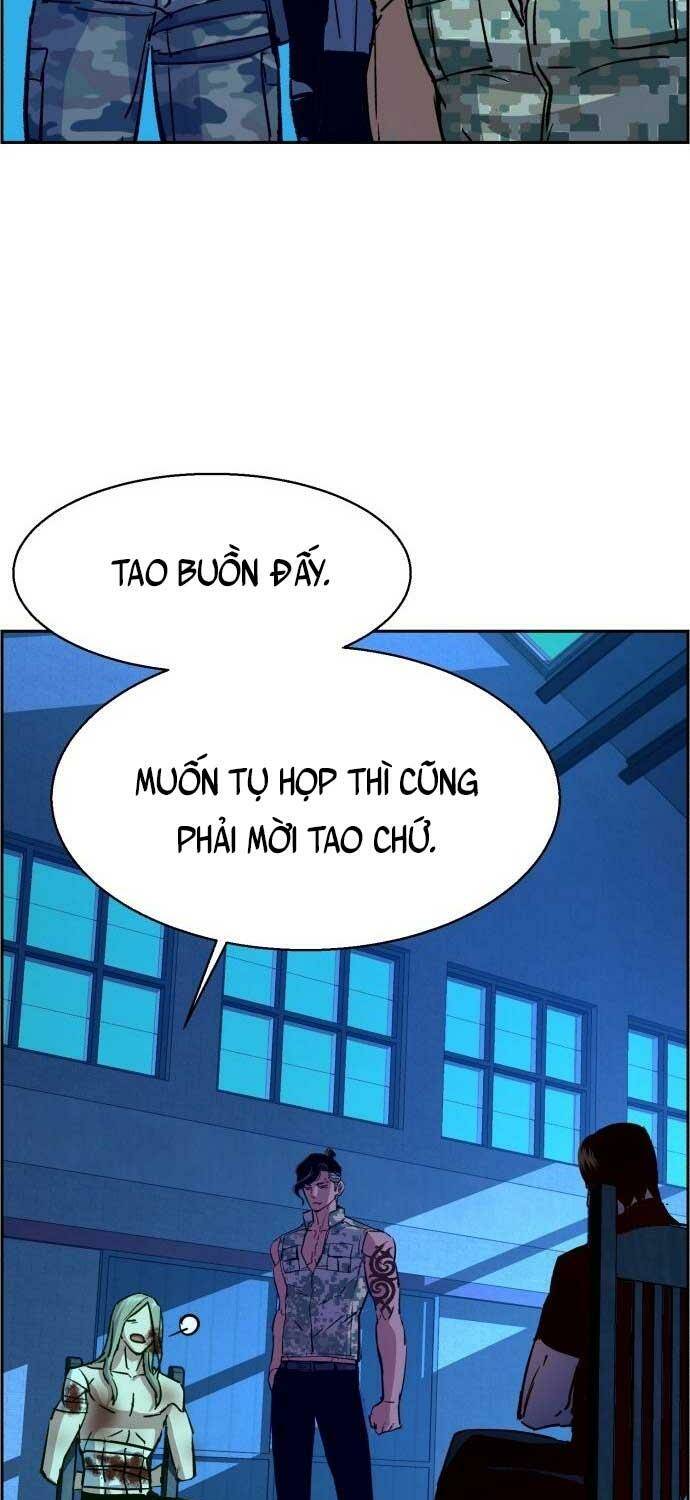 TAO BUỒN ĐẤY.
MUỐN TỤ HỌP THÌ CŨNG
PHẢI MỜI TAO CHỨ.